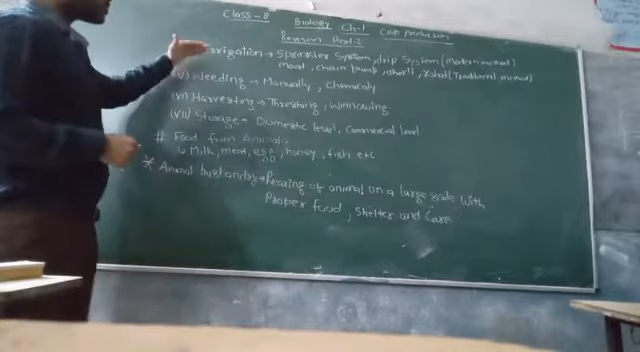 Class-8 Biology Ch-1 Crop production
Revision Part-2
irrigation → Sprinkler System, drip System (Modern method)
moat, chain pump, dhekli, rahat (Traditional method)
(V) Weeding → Manually, Chemically
(VI) Harvesting → Threshing, Winnowing
(VII) Storage → Domestic level, Commercial level
# Food from Animals
↳ Milk, meat, egg, honey, fish etc
* Animal husbandry → Rearing of animal on a large scale with
Proper food, Shelter and Care